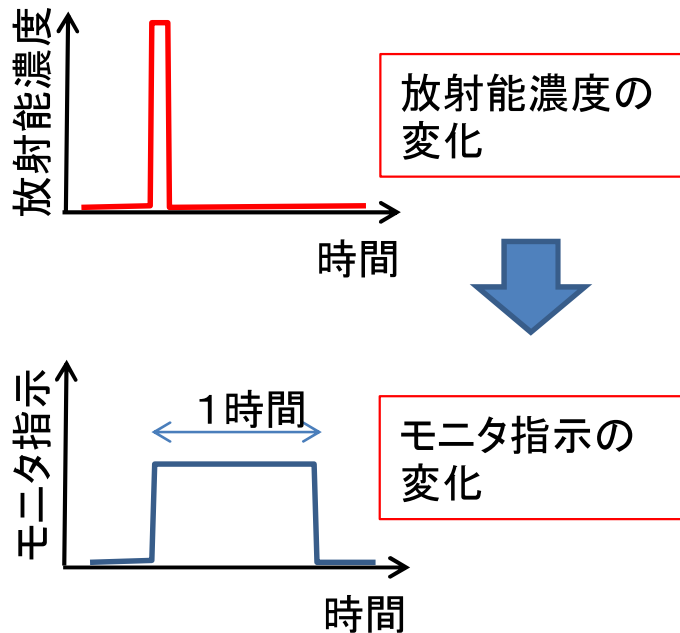 放射能濃度
放射能濃度の
変化
時間
モニタ指示
1時間
モニタ指示の
変化
時間